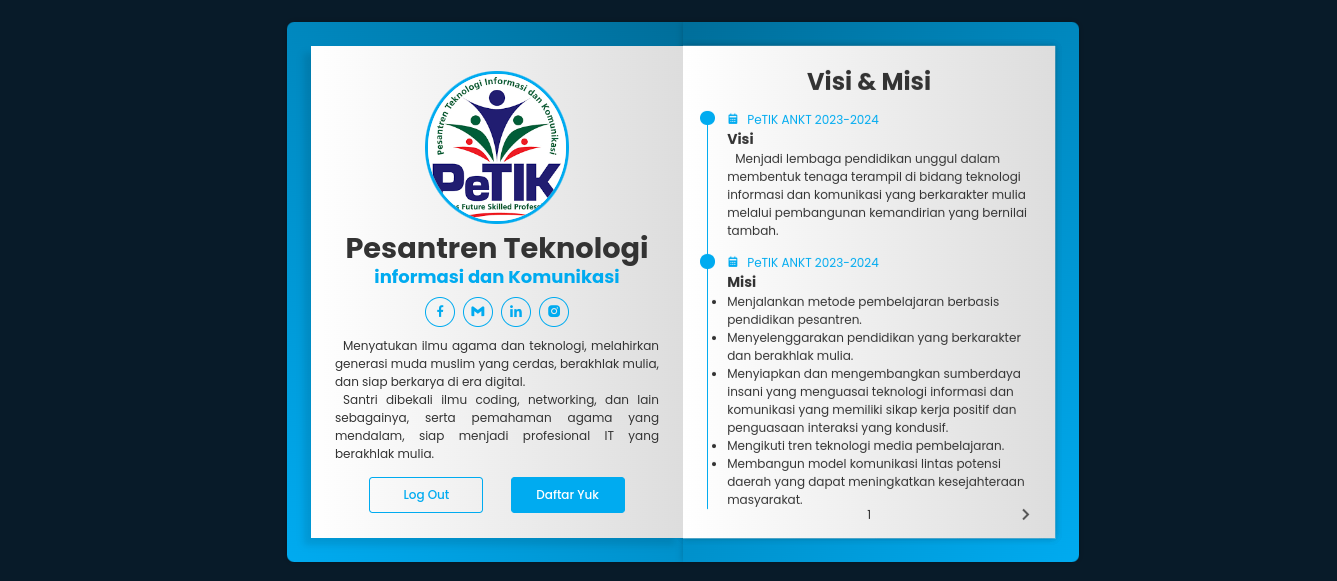 Pesantren Teknologi Informasi dan Komunikasi
PeTIK
s Future Skilled Profess
Pesantren Teknologi
informasi dan Komunikasi
Menyatukan ilmu agama dan teknologi, melahirkan
generasi muda muslim yang cerdas, berakhlak mulia,
dan siap berkarya di era digital.
Santri dibekali ilmu coding, networking, dan lain
sebagainya, serta pemahaman agama yang
mendalam, siap menjadi profesional IT yang
berakhlak mulia.
Log Out
Daftar Yuk
Visi & Misi
PeTIK ANKT 2023-2024
Visi
Menjadi lembaga pendidikan unggul dalam
membentuk tenaga terampil di bidang teknologi
informasi dan komunikasi yang berkarakter mulia
melalui pembangunan kemandirian yang bernilai
tambah.
PeTIK ANKT 2023-2024
Misi
• Menjalankan metode pembelajaran berbasis
pendidikan pesantren.
• Menyelenggarakan pendidikan yang berkarakter
dan berakhlak mulia.
• Menyiapkan dan mengembangkan sumberdaya
insani yang menguasai teknologi informasi dan
komunikasi yang memiliki sikap kerja positif dan
penguasaan interaksi yang kondusif.
• Mengikuti tren teknologi media pembelajaran.
• Membangun model komunikasi lintas potensi
daerah yang dapat meningkatkan kesejahteraan
masyarakat.
1